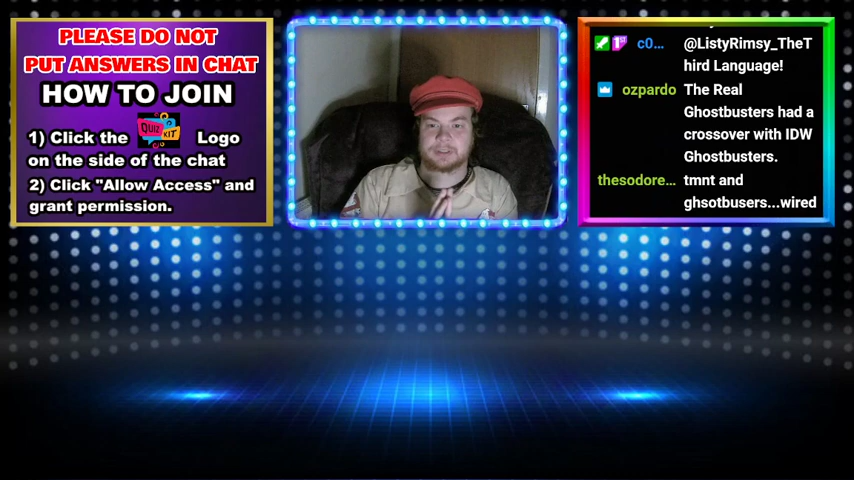 PLEASE DO NOT
PUT ANSWERS IN CHAT
HOW TO JOIN
1) Click the QUIZ KIT Logo
on the side of the chat
2) Click "Allow Access" and
grant permission.
c0... @ListyRimsy_TheT
hird Language!
ozpardo The Real
Ghostbusters had a
crossover with IDW
Ghostbusters.
thesodore... tmnt and
ghsotbusers...wired